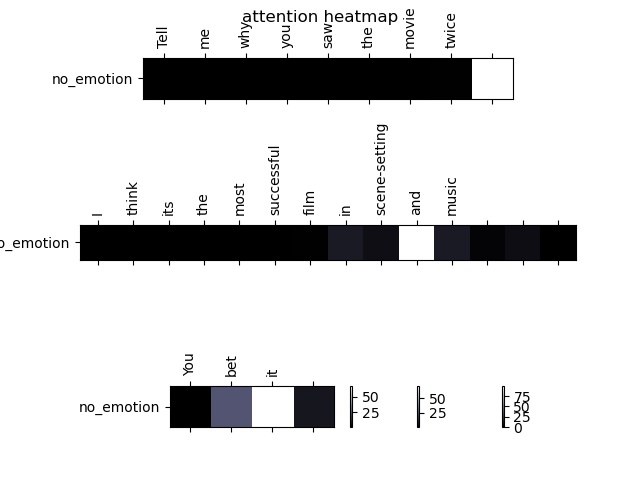 attention heatmap
Tell me why you saw the movie twice
no_emotion
I think its the most successful film in scene-setting and music
o_emotion
You bet it
no_emotion
50 25
50 25
75 50 25 0